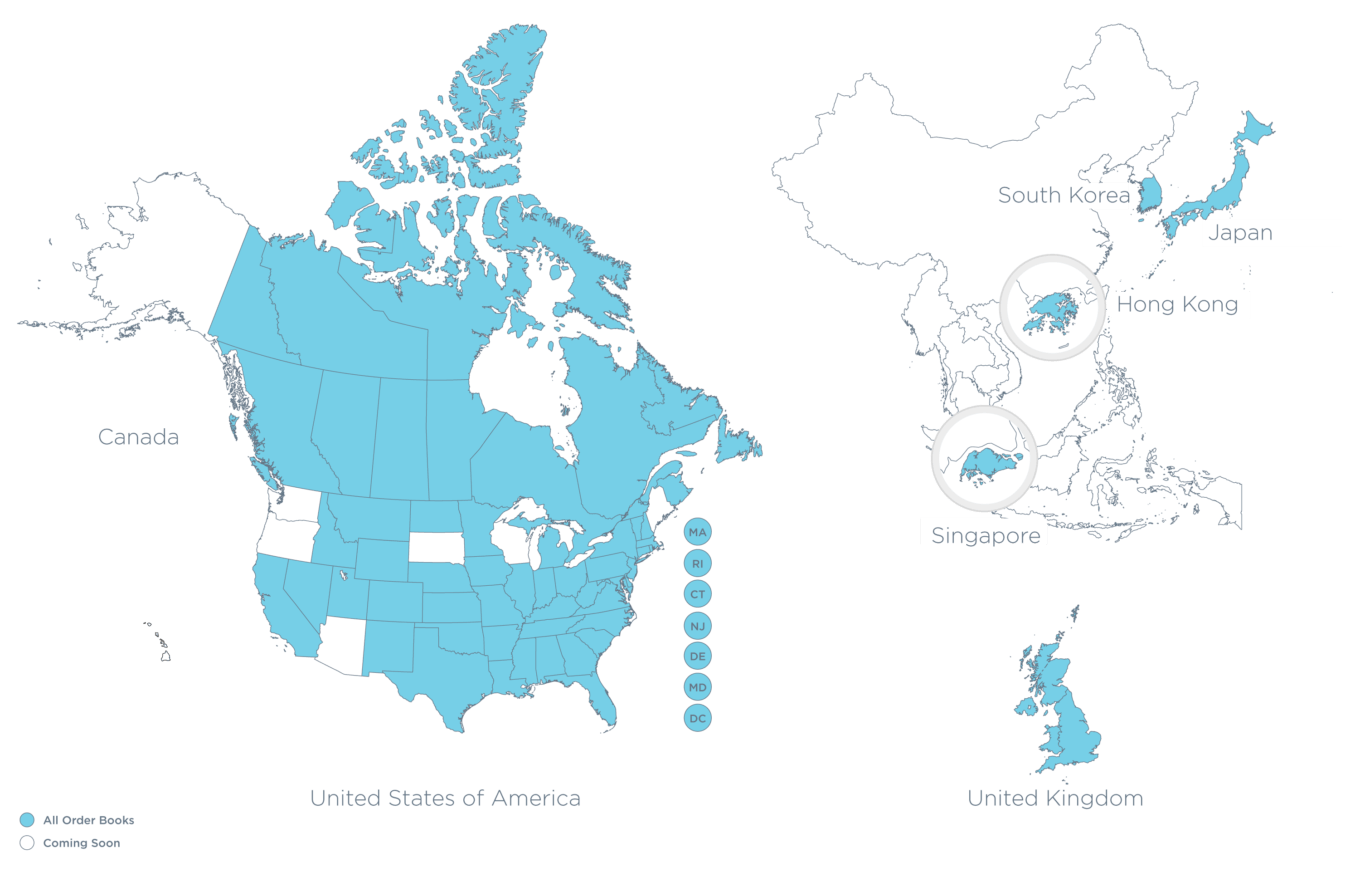 South Korea
Japan
Hong Kong
Canada
MA
Singapore
RI
CT
NJ
DE
MD
DC
United States of America
United Kingdom
All Order Books
Coming Soon